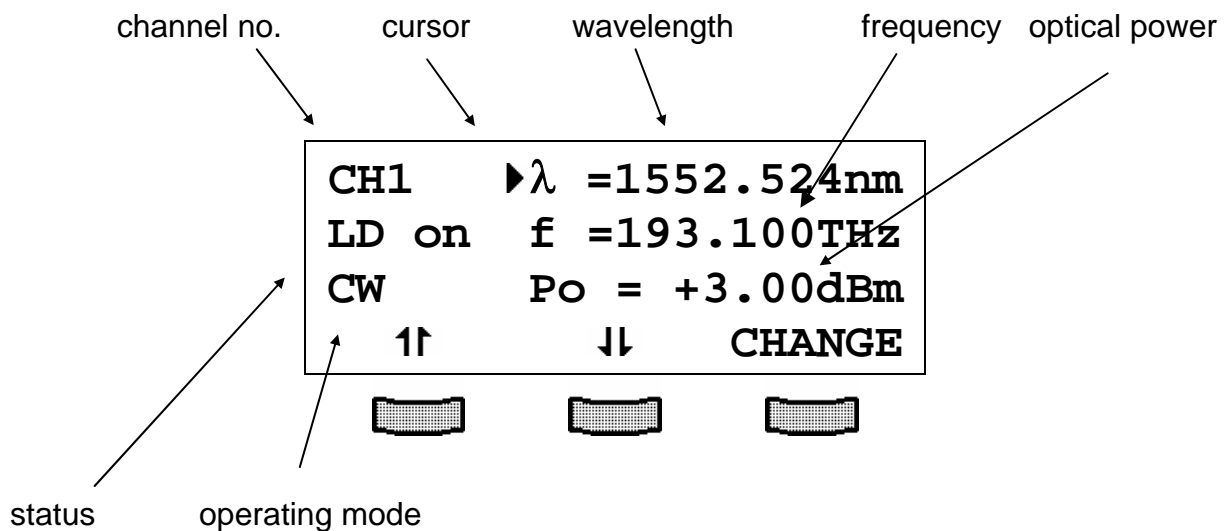 channel no. cursor wavelength frequency optical power
CH1 λ =1552.524nm
LD on f =193.100THz
CW Po = +3.00dBm
CHANGE
status operating mode